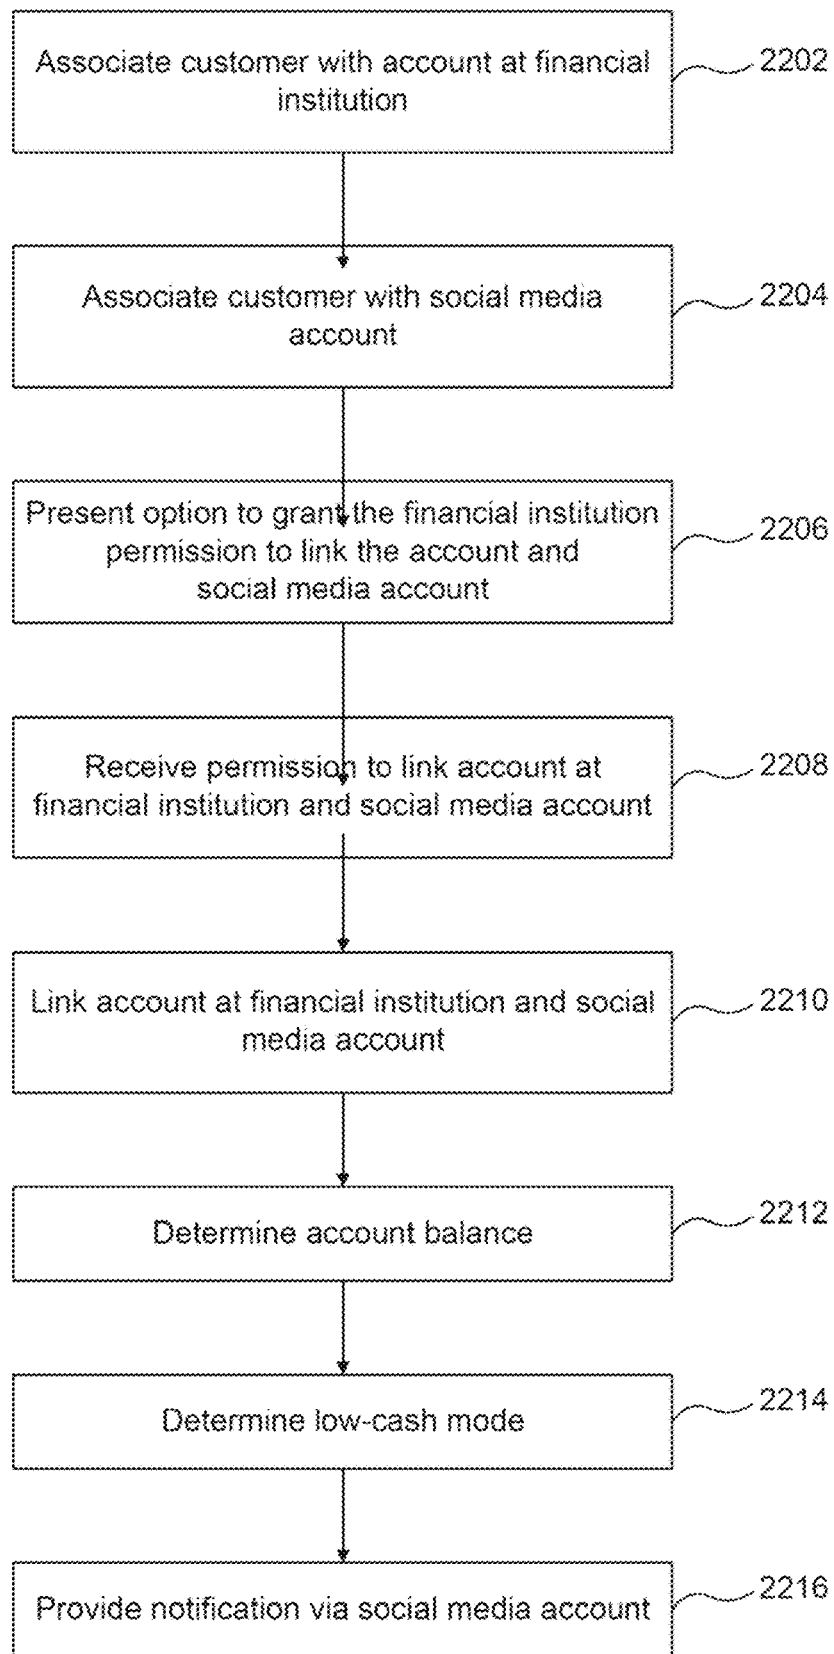 Associate customer with account at financial
institution
2202
Associate customer with social media
account
2204
Present option to grant the financial institution
permission to link the account and
social media account
2206
Receive permission to link account at
financial institution and social media account
2208
Link account at financial institution and social
media account
2210
Determine account balance
2212
Determine low-cash mode
2214
Provide notification via social media account
2216